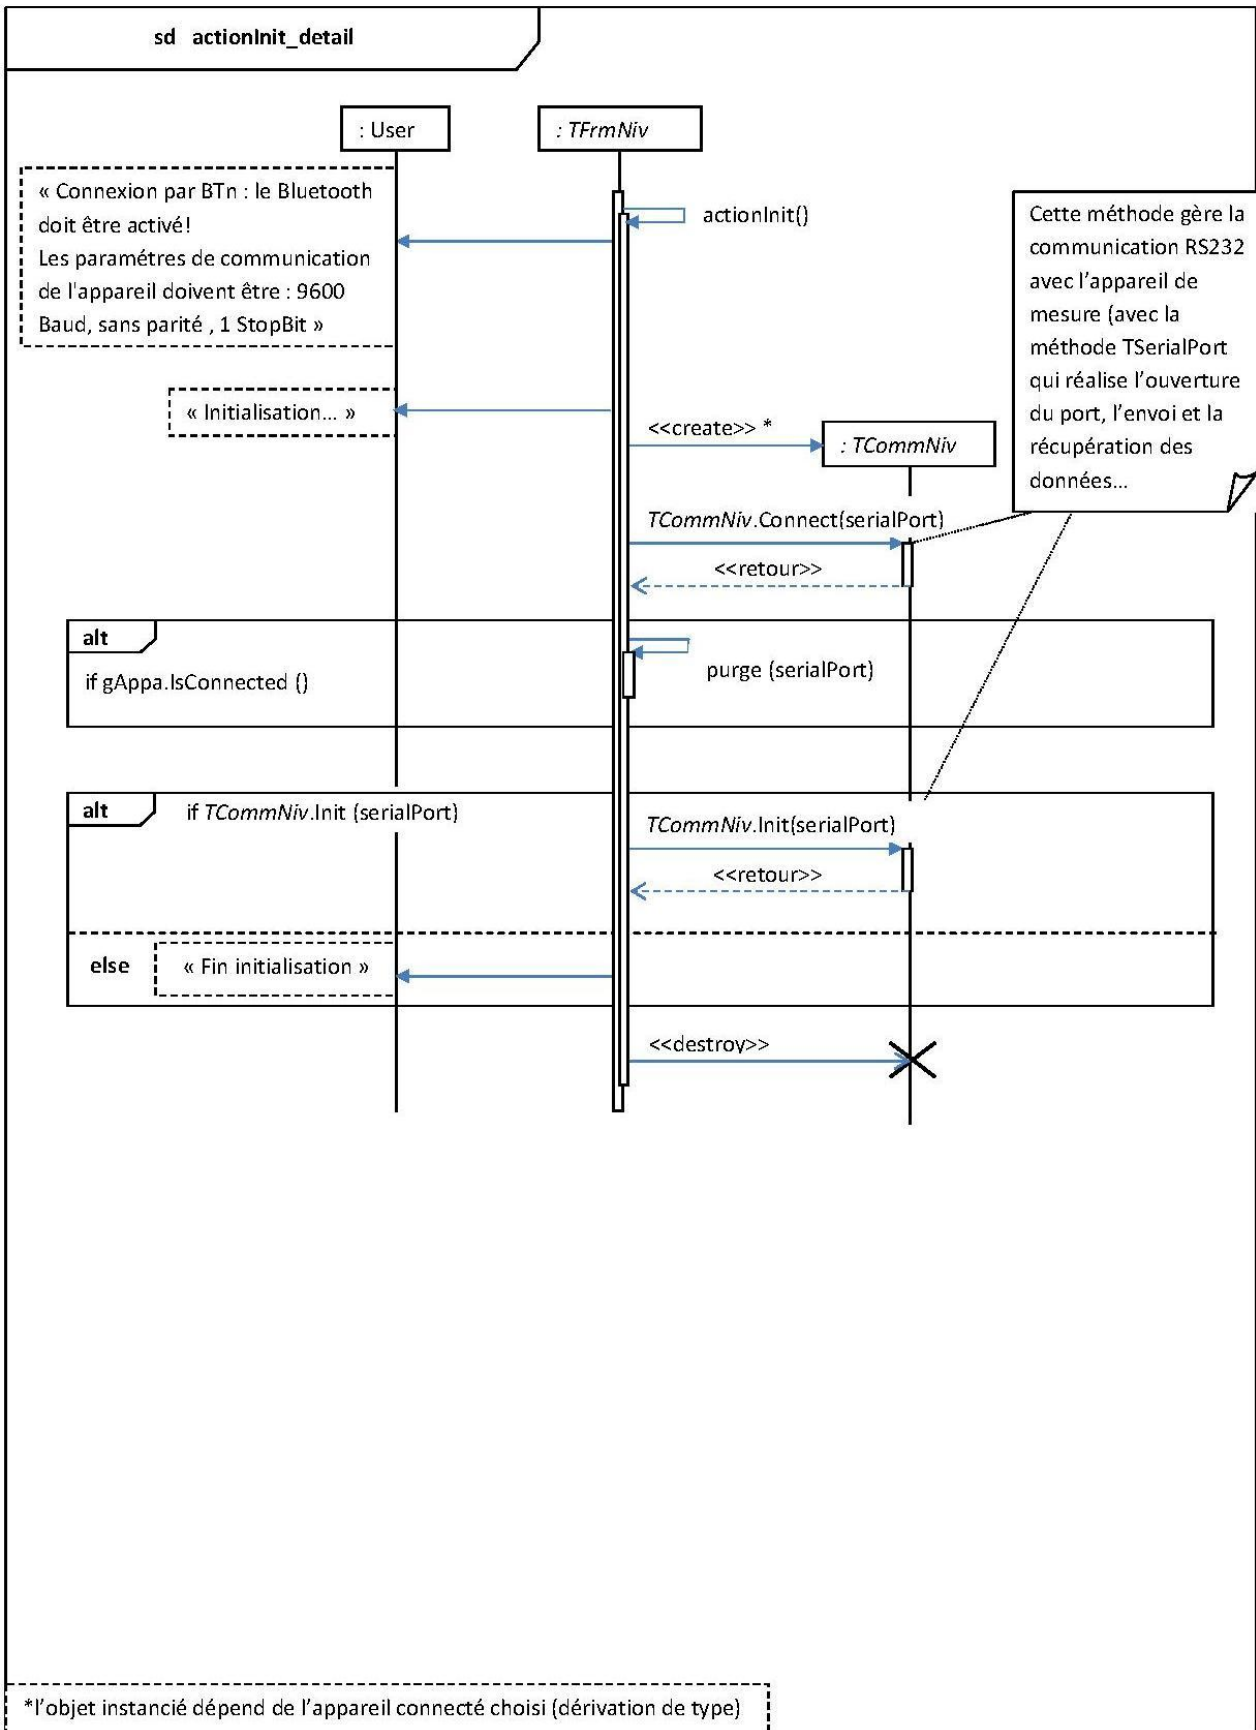 sd actionInit_detail
: User
: TFrmNiv
« Connexion par BTn : le Bluetooth
doit être activé!
Les paramétres de communication
de l'appareil doivent être : 9600
Baud, sans parité , 1 StopBit »
actionInit()
Cette méthode gère la
communication RS232
avec l’appareil de
mesure (avec la
méthode TSerialPort
qui réalise l’ouverture
du port, l’envoi et la
récupération des
données...
« Initialisation... »
<<create>> *
: TCommNiv
TCommNiv.Connect(serialPort)
<<retour>>
alt
if gAppa.IsConnected ()
purge (serialPort)
alt
if TCommNiv.Init (serialPort)
TCommNiv.Init(serialPort)
<<retour>>
else
« Fin initialisation »
<<destroy>>
*l’objet instancié dépend de l’appareil connecté choisi (dérivation de type)